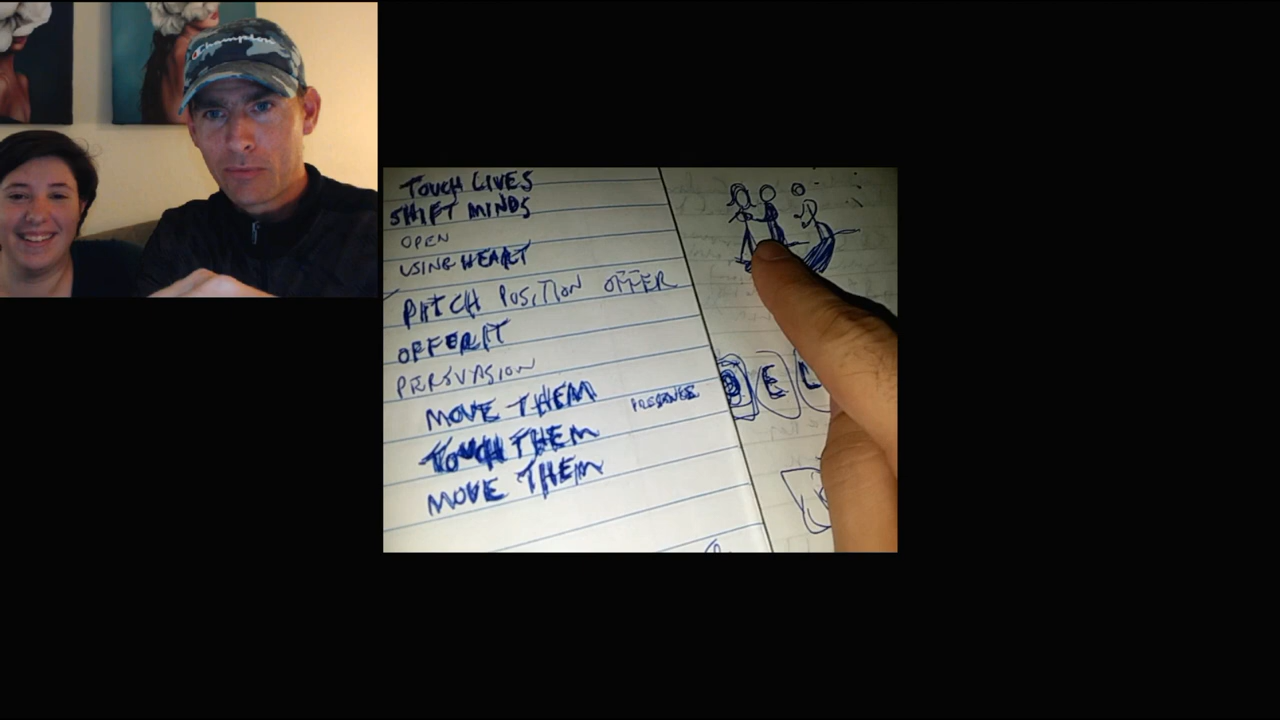 Champion
TOUCH LIVES
SHIFT MINDS
OPEN
USING HEART
PITCH POSITION OFFER
OFFER IT
PERSUASION
MOVE THEM
PRESENCE
TOUCH THEM
MOVE THEM
E L